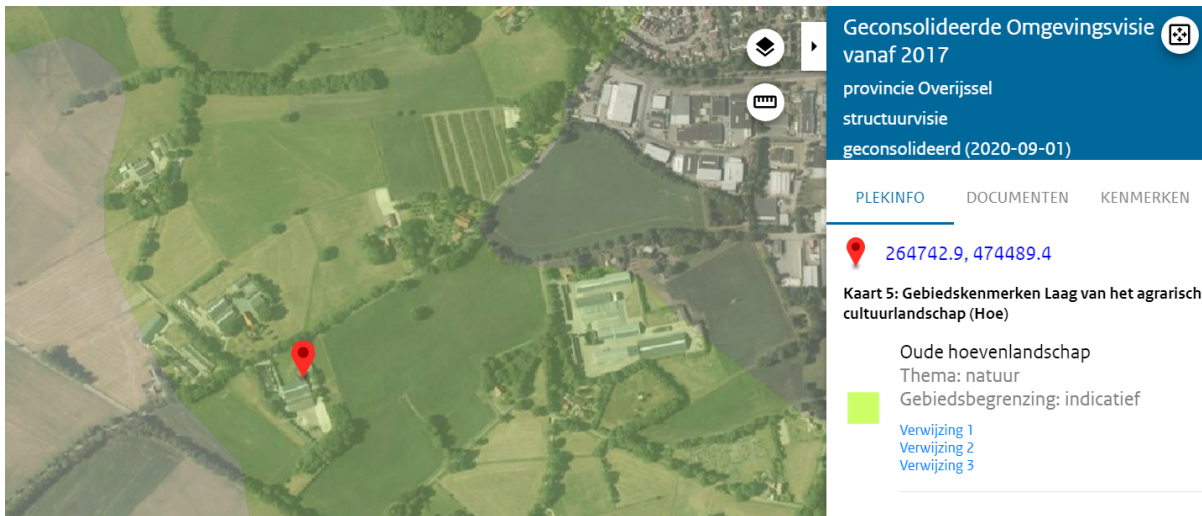 Geconsolideerde Omgevingsvisie
vanaf 2017
provincie Overijssel
structuurvisie
geconsolideerd (2020-09-01)
PLEKINFO DOCUMENTEN KENMERKEN
264742.9, 474489.4
Kaart 5: Gebiedskenmerken Laag van het agrarisch
cultuurlandschap (Hoe)
Oude hoevenlandschap
Thema: natuur
Gebiedsbegrenzing: indicatief
Verwijzing 1
Verwijzing 2
Verwijzing 3